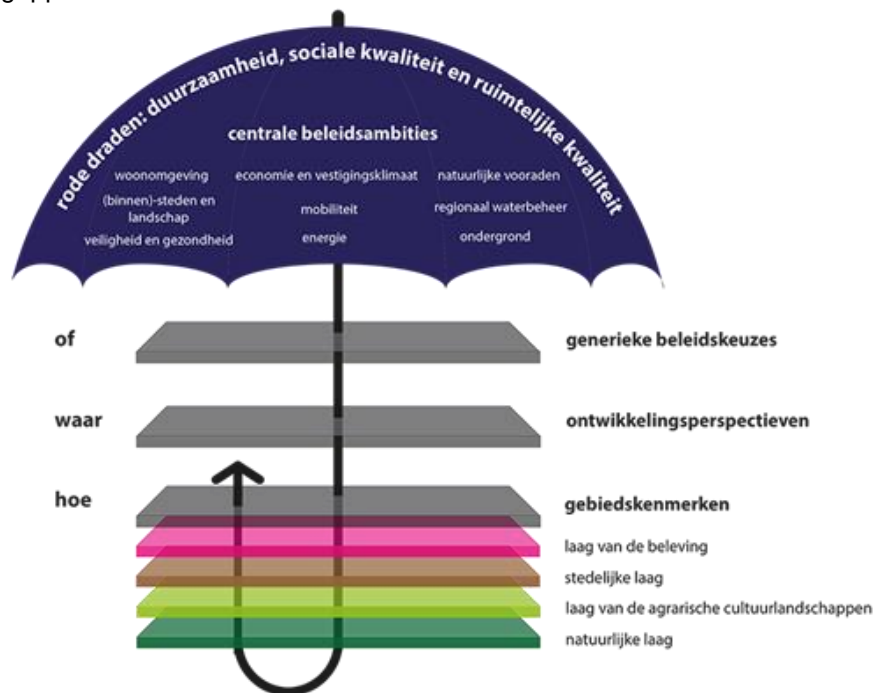 rode draden: duurzaamheid, sociale kwaliteit en ruimtelijke kwaliteit
centrale beleidsambities
woonomgeving
economie en vestigingsklimaat
natuurlijke vooraden
(binnen)-steden en
landschap
mobiliteit
regionaal waterbeheer
veiligheid en gezondheid
energie
ondergrond
of
generieke beleidskeuzes
waar
ontwikkelingsperspectieven
hoe
gebiedskenmerken
laag van de beleving
stedelijke laag
laag van de agrarische cultuurlandschappen
natuurlijke laag